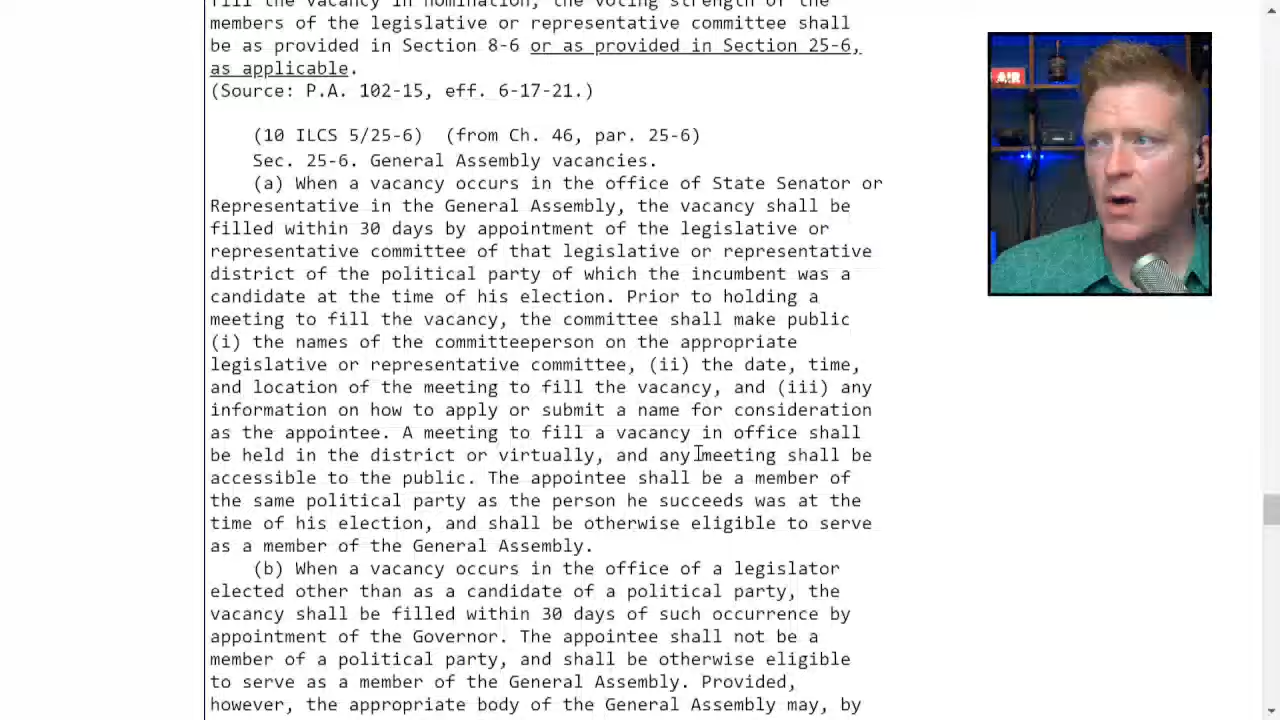 fill the vacancy in nomination, the voting strength of the
members of the legislative or representative committee shall
be as provided in Section 8-6 or as provided in Section 25-6,
as applicable.
(Source: P.A. 102-15, eff. 6-17-21.)
(10 ILCS 5/25-6) (from Ch. 46, par. 25-6)
Sec. 25-6. General Assembly vacancies.
(a) When a vacancy occurs in the office of State Senator or
Representative in the General Assembly, the vacancy shall be
filled within 30 days by appointment of the legislative or
representative committee of that legislative or representative
district of the political party of which the incumbent was a
candidate at the time of his election. Prior to holding a
meeting to fill the vacancy, the committee shall make public
(i) the names of the committeeperson on the appropriate
legislative or representative committee, (ii) the date, time,
and location of the meeting to fill the vacancy, and (iii) any
information on how to apply or submit a name for consideration
as the appointee. A meeting to fill a vacancy in office shall
be held in the district or virtually, and any meeting shall be
accessible to the public. The appointee shall be a member of
the same political party as the person he succeeds was at the
time of his election, and shall be otherwise eligible to serve
as a member of the General Assembly.
(b) When a vacancy occurs in the office of a legislator
elected other than as a candidate of a political party, the
vacancy shall be filled within 30 days of such occurrence by
appointment of the Governor. The appointee shall not be a
member of a political party, and shall be otherwise eligible
to serve as a member of the General Assembly. Provided,
however, the appropriate body of the General Assembly may, by
AIR